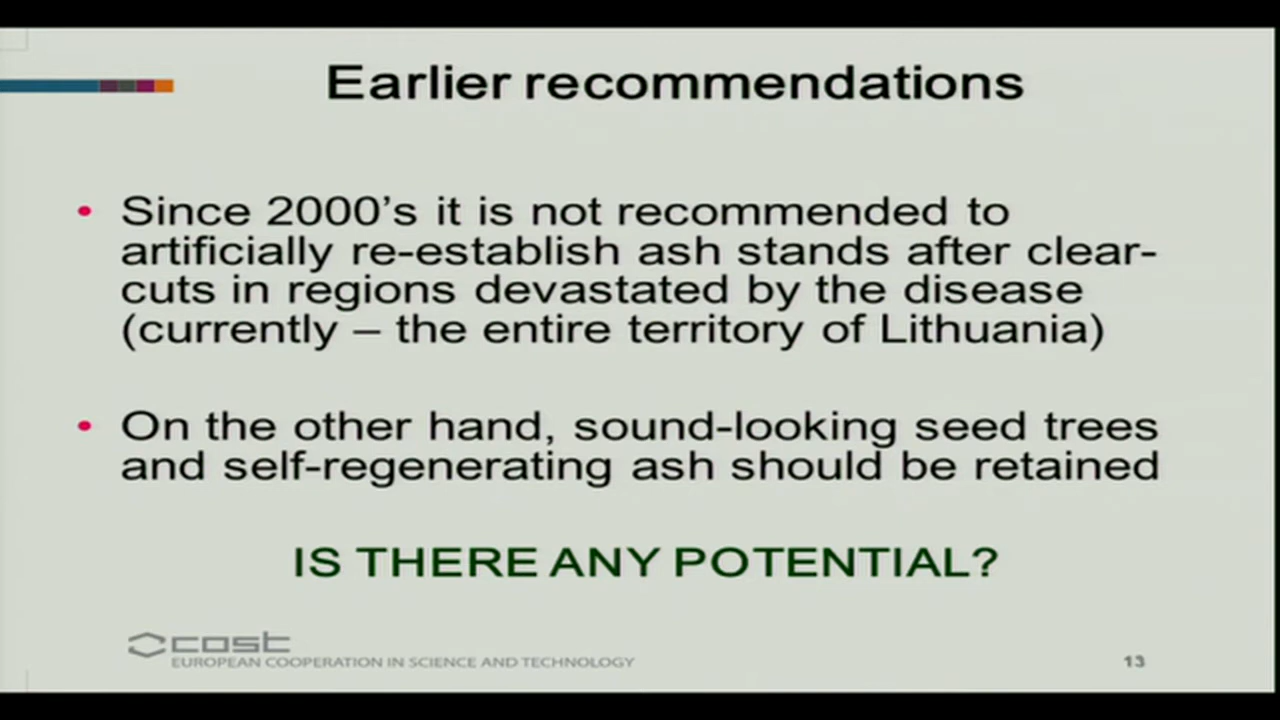 Earlier recommendations
• Since 2000's it is not recommended to
artificially re-establish ash stands after clear-
cuts in regions devastated by the disease
(currently – the entire territory of Lithuania)
• On the other hand, sound-looking seed trees
and self-regenerating ash should be retained
IS THERE ANY POTENTIAL?
cost
EUROPEAN COOPERATION IN SCIENCE AND TECHNOLOGY
13